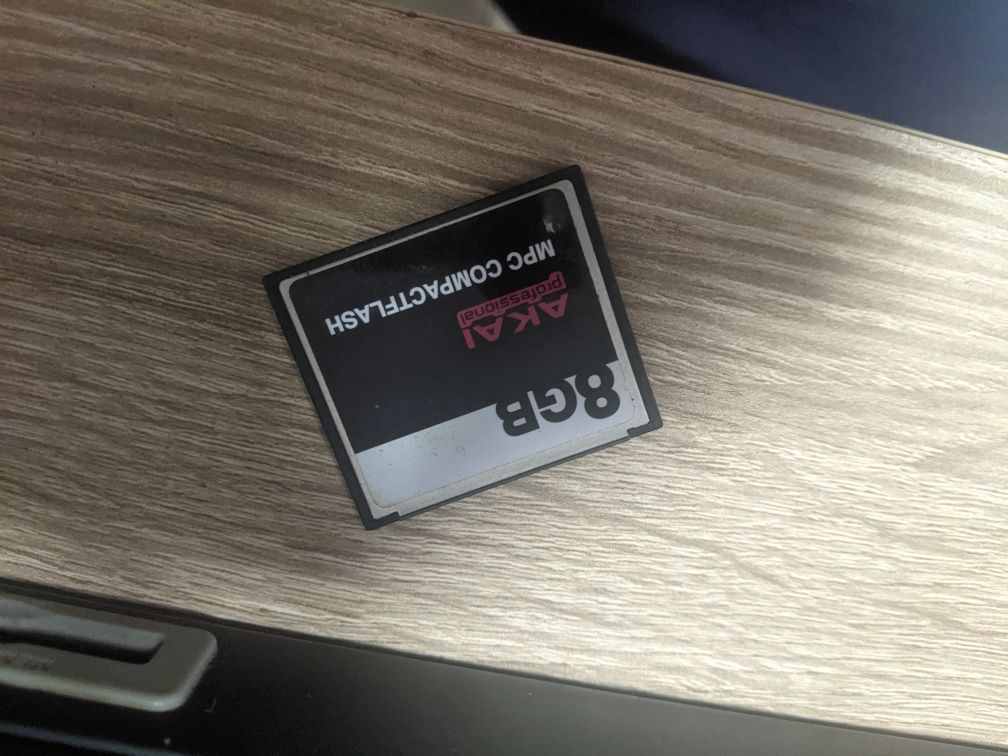 8GB
AKAI
professional
MPC COMPACTFLASH